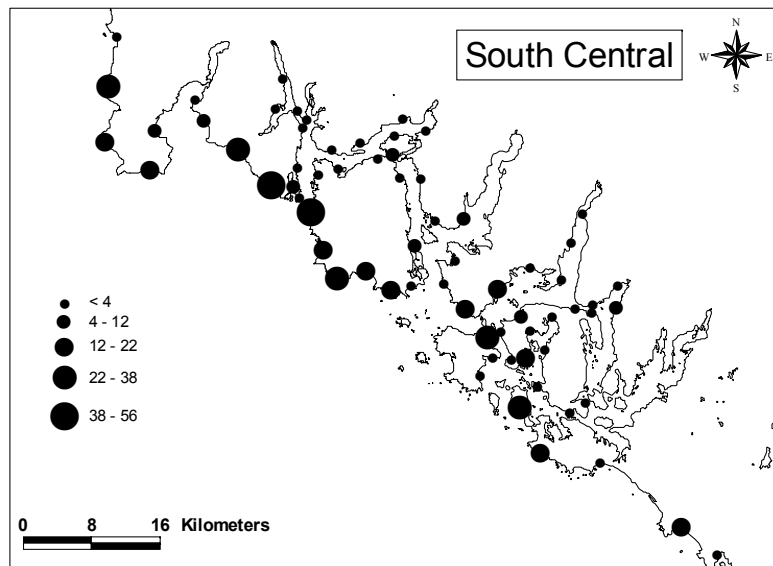 South Central
N
W E
S
< 4
4 - 12
12 - 22
22 - 38
38 - 56
0 8 16 Kilometers